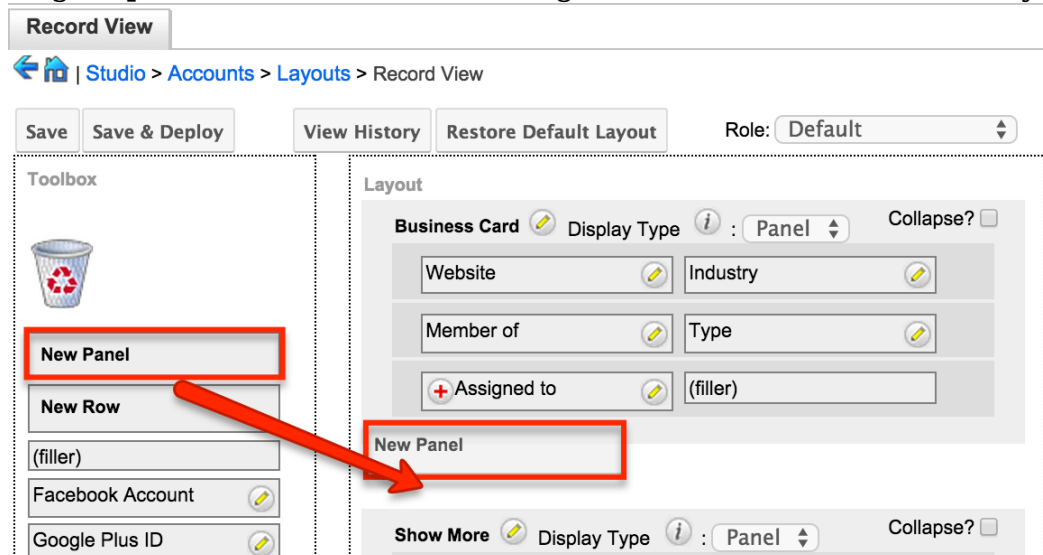 Record View
| Studio > Accounts > Layouts > Record View
Save
Save & Deploy
View History
Restore Default Layout
Role:
Default
Toolbox
New Panel
New Row
(filler)
Facebook Account
Google Plus ID
Layout
Business Card
Display Type
i
:
Panel
Collapse?
Website
Industry
Member of
Type
Assigned to
(filler)
New Panel
Show More
Display Type
i
:
Panel
Collapse?